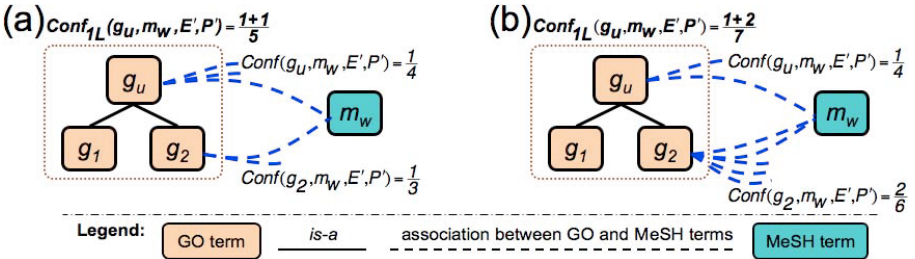 (a) Conf1L(gu,mw,E',P')=1+1/5
Conf(gu,mw,E',P')=1/4
gu
mw
g1 g2
Conf(g2,mw,E',P')=1/3
(b) Conf1L(gu,mw,E',P')=1+2/7
Conf(gu,mw,E',P')=1/4
gu
mw
g1 g2
Conf(g2,mw,E',P')=2/6
Legend: GO term is-a association between GO and MeSH terms MeSH term